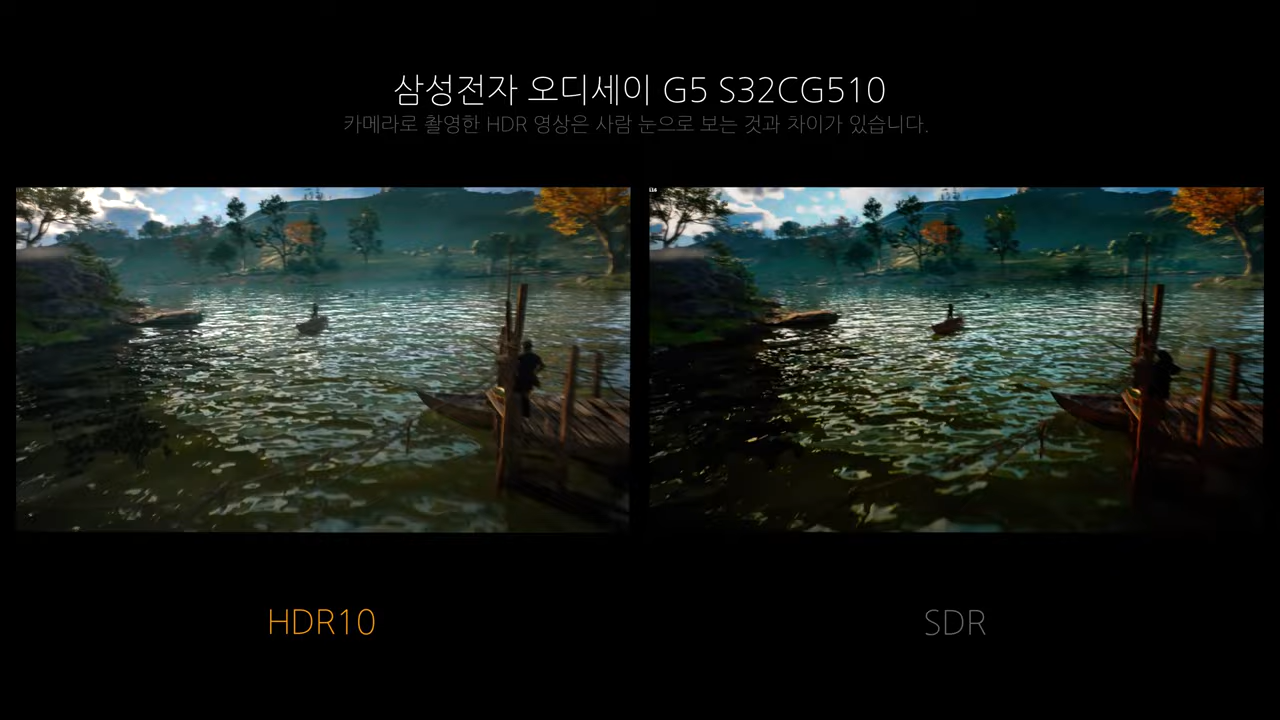 삼성전자 오디세이 G5 S32CG510
카메라로 촬영한 HDR 영상은 사람 눈으로 보는 것과 차이가 있습니다.
HDR10
SDR